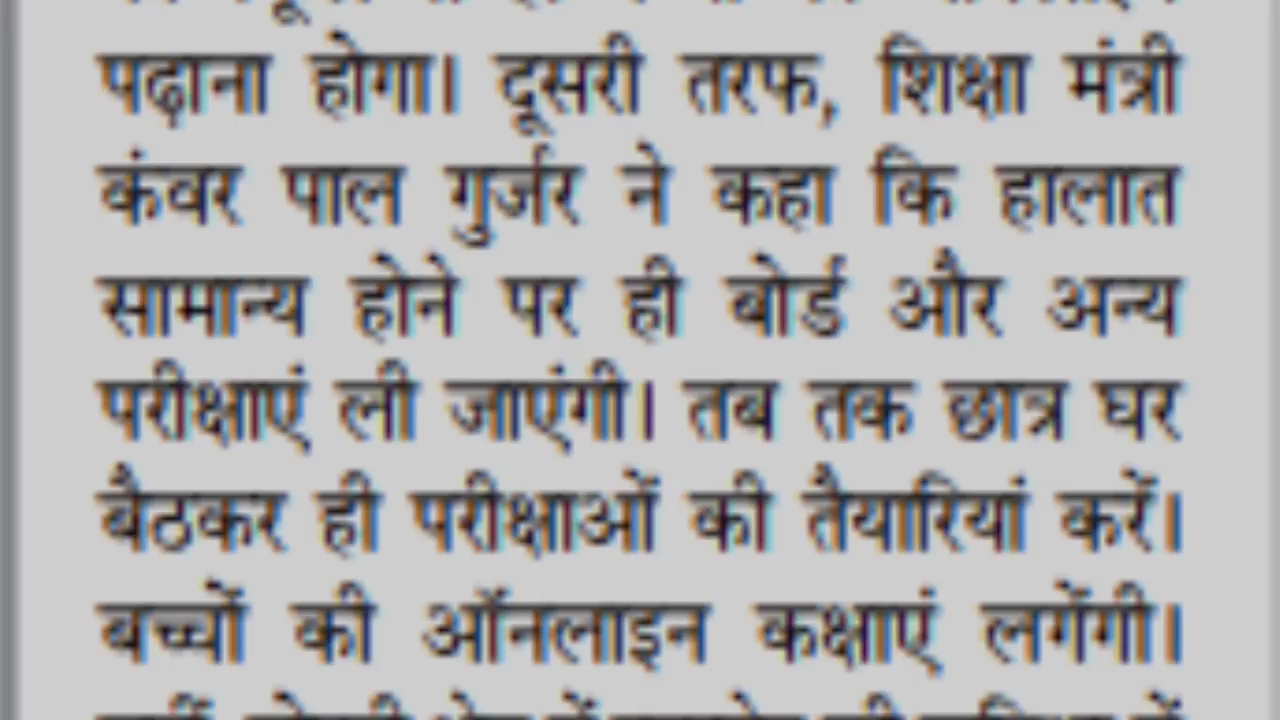 पढ़ाना होगा। दूसरी तरफ, शिक्षा मंत्री
कंवर पाल गुर्जर ने कहा कि हालात
सामान्य होने पर ही बोर्ड और अन्य
परीक्षाएं ली जाएंगी। तब तक छात्र घर
बैठकर ही परीक्षाओं की तैयारियां करें।
बच्चों की ऑनलाइन कक्षाएं लगेंगी।